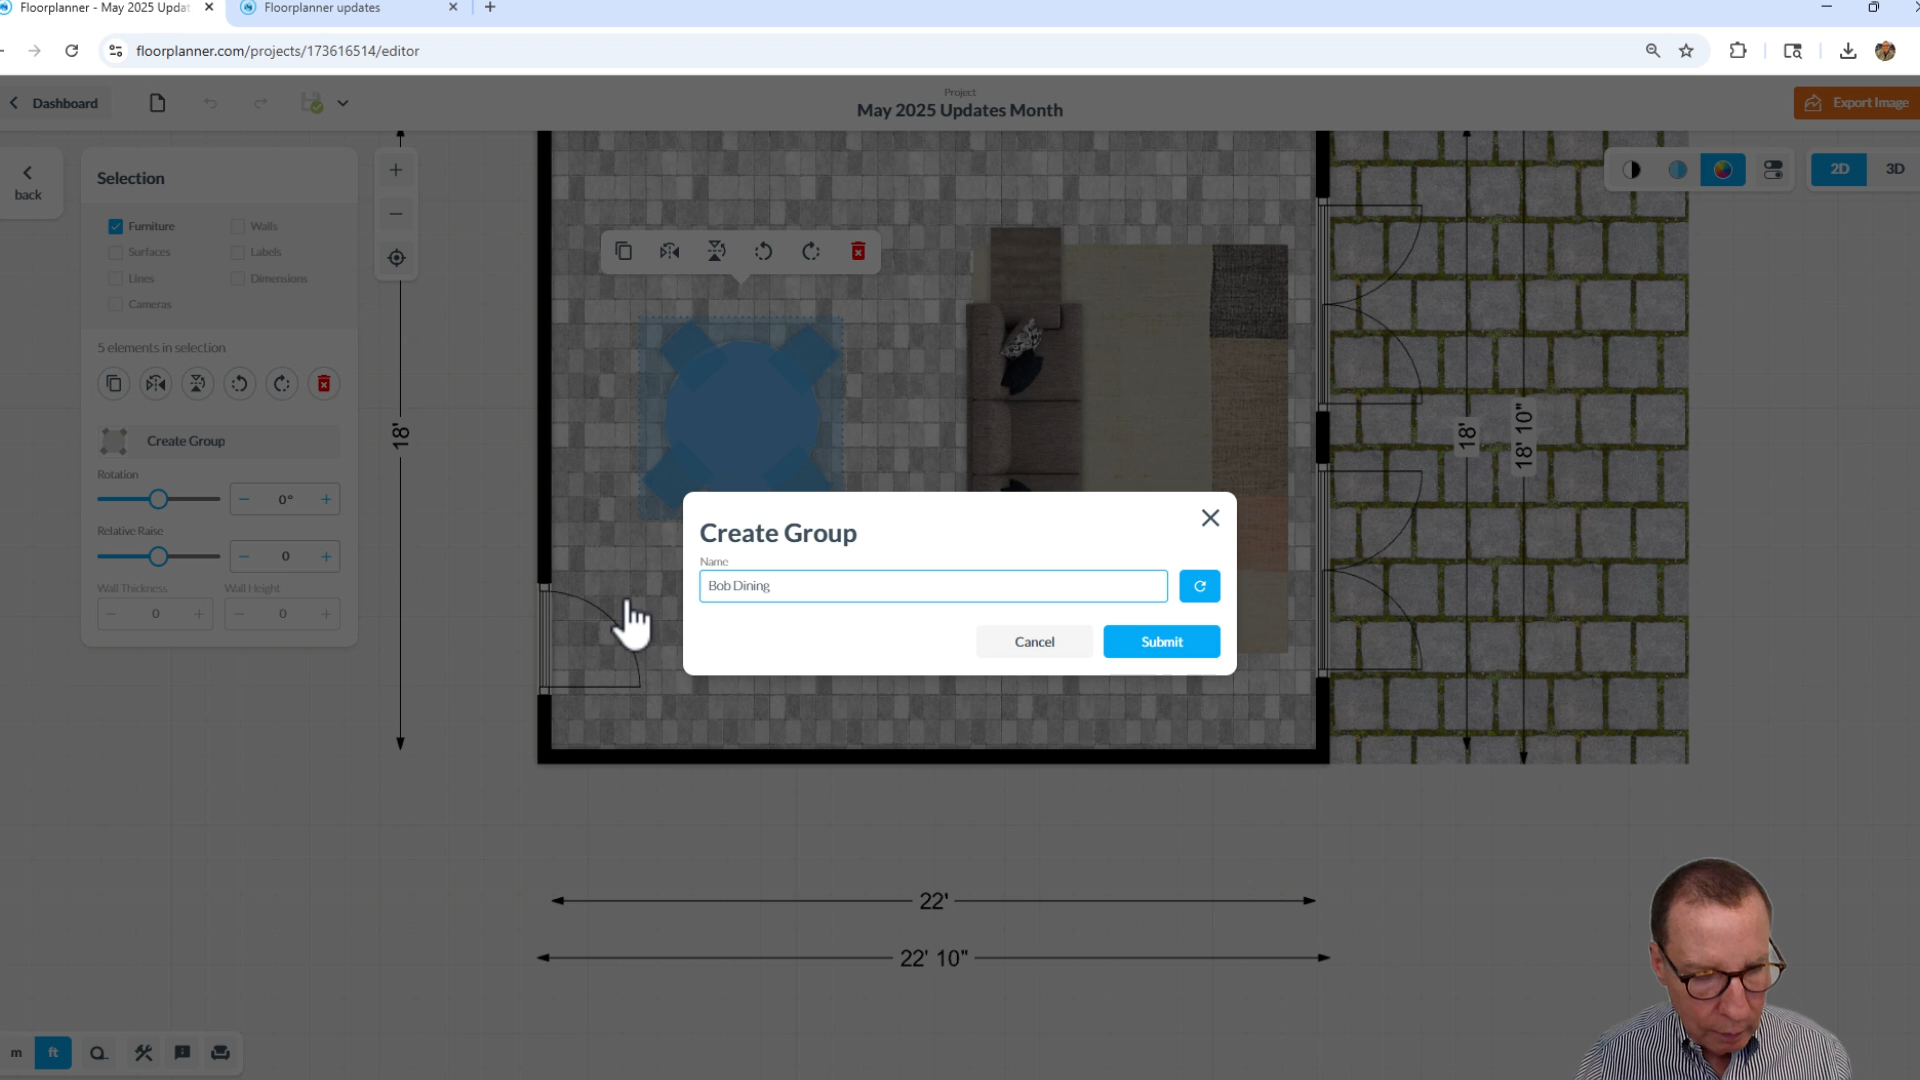 Floorplanner - May 2025 Updat
Floorplanner updates
floorplanner.com/projects/173616514/editor
Dashboard
Project
May 2025 Updates Month
Export Image
back
Selection
Furniture
Walls
Surfaces
Labels
Lines
Dimensions
Cameras
5 elements in selection
Create Group
Rotation
0°
Relative Raise
0
Wall Thickness
Wall Height
0
0
2D
3D
18'
18'
18' 10"
Create Group
Name
Bob Dining
Cancel
Submit
22'
22' 10"
m
ft